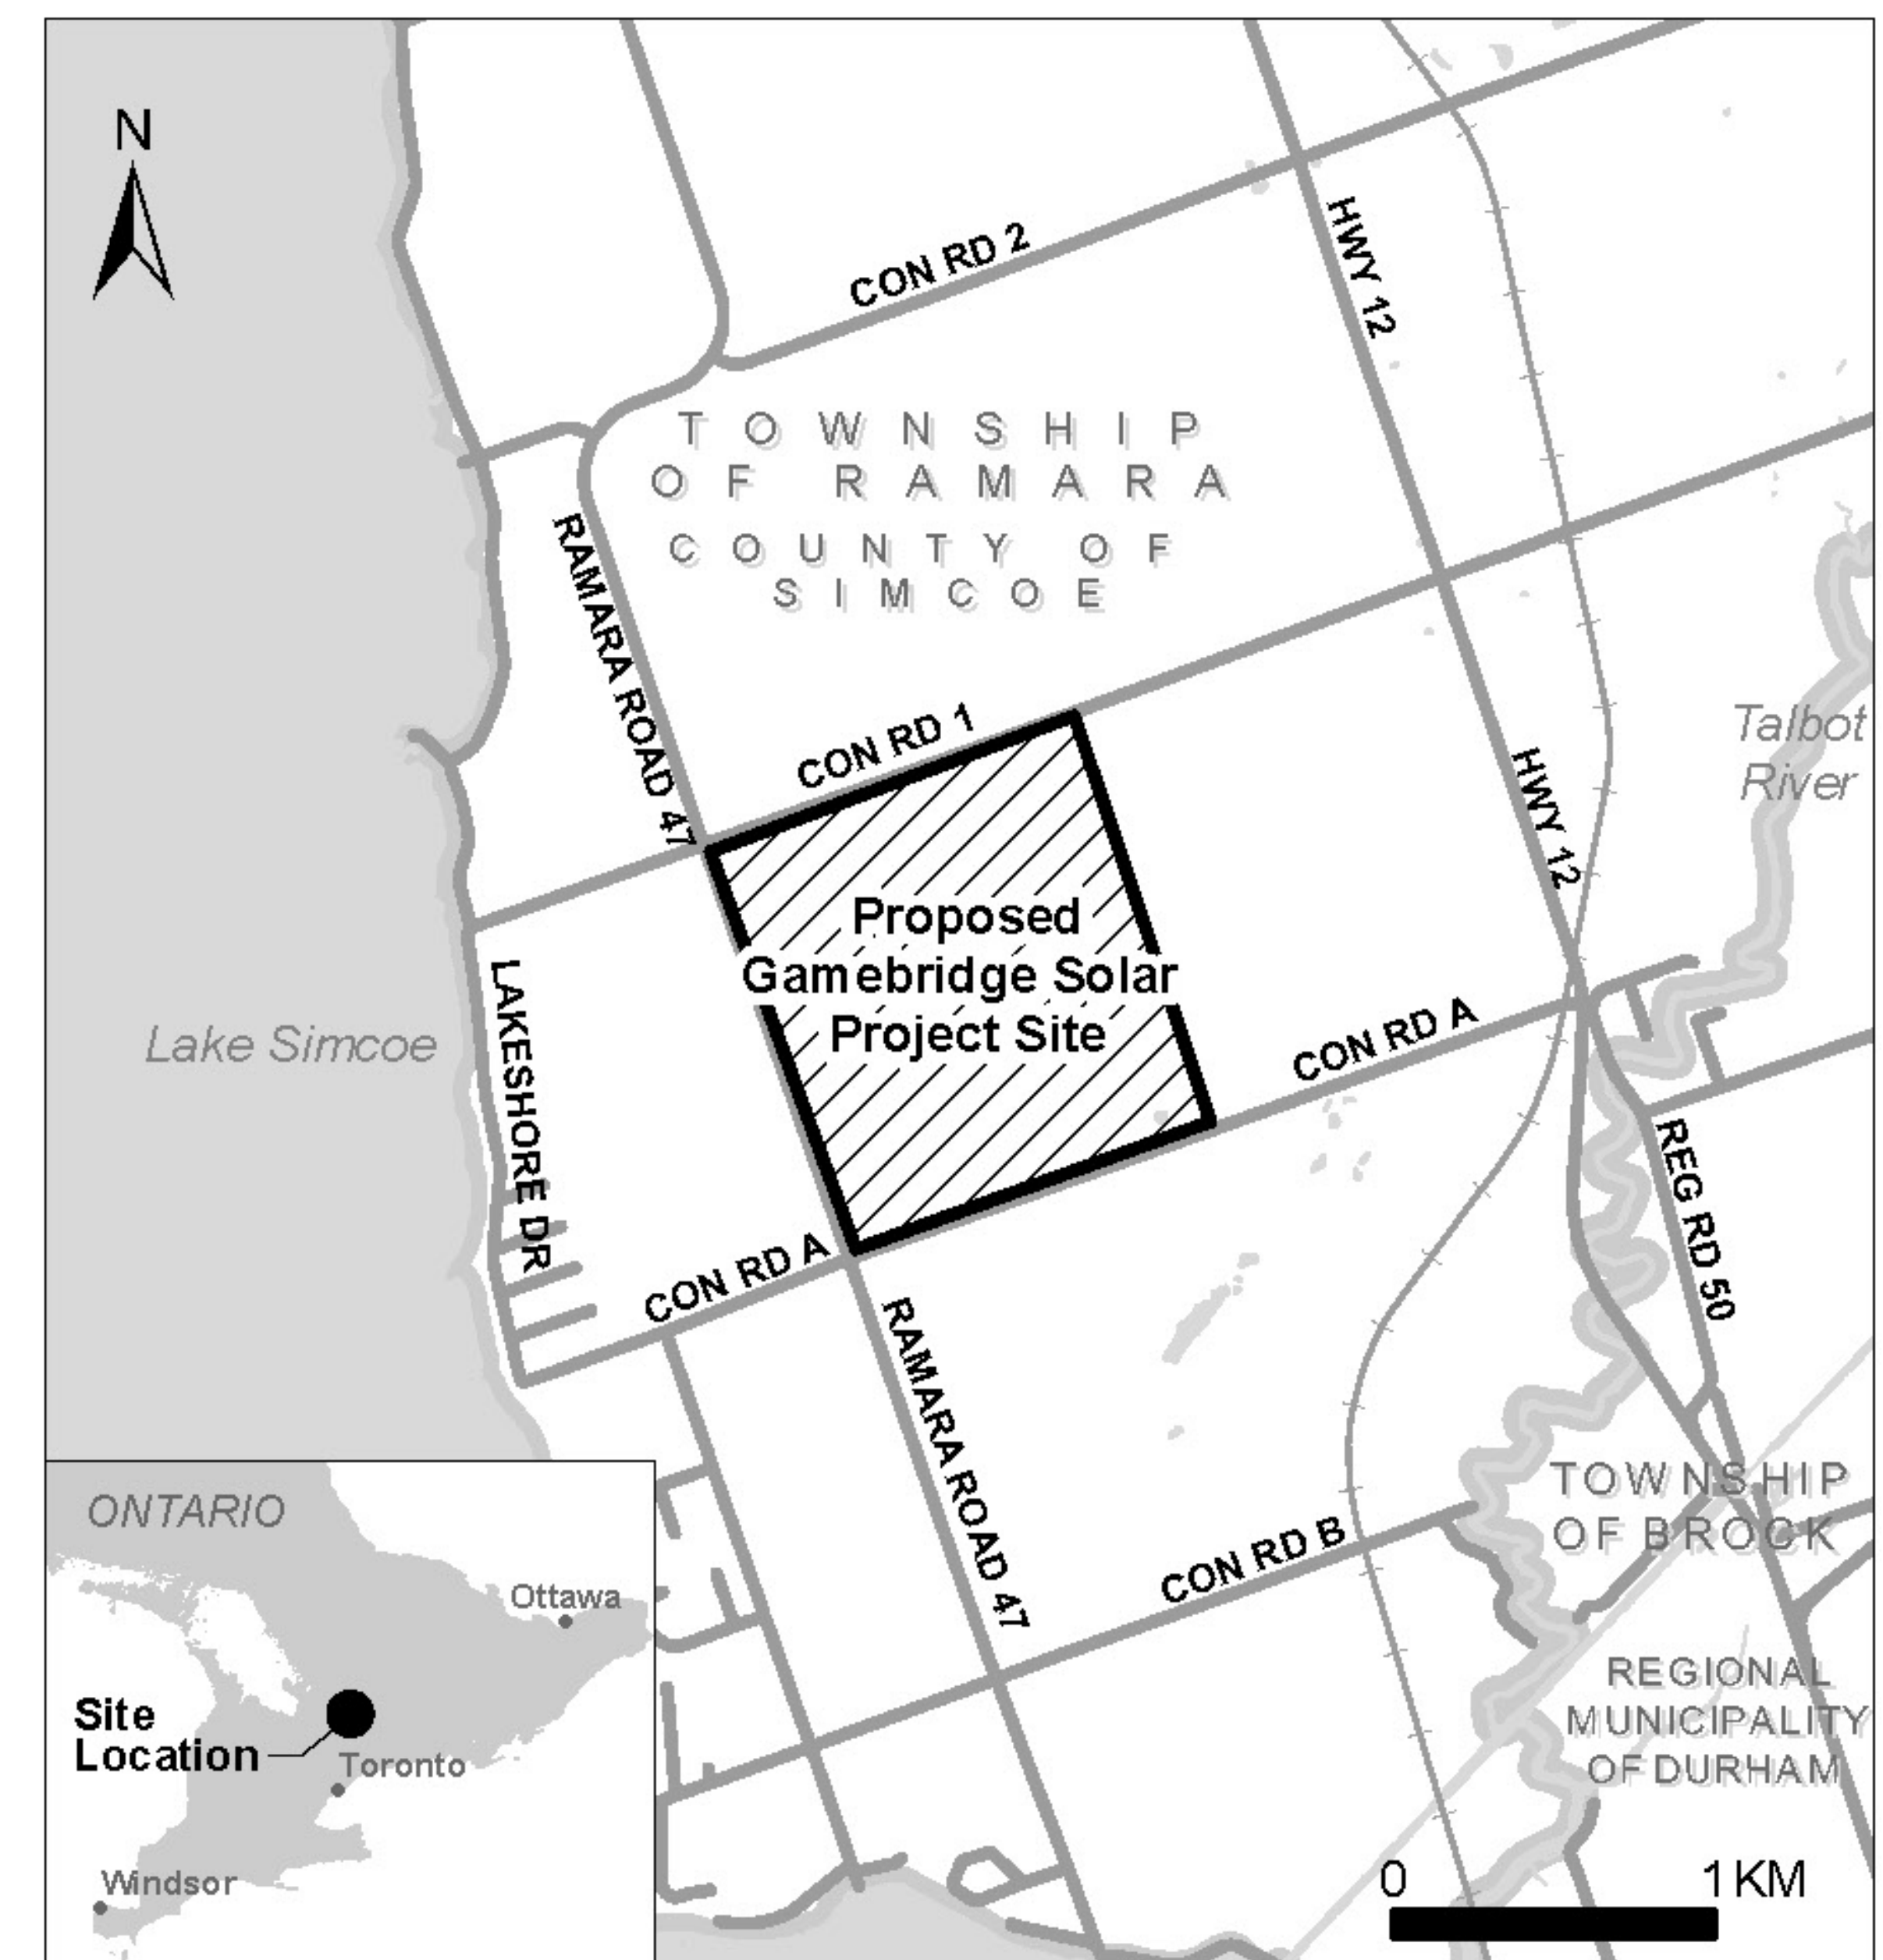 N
CON RD 2
HWY 12
TOWNSHIP
OF RAMARA
COUNTY OF
SIMCOE
RAMARA ROAD 47
CON RD 1
Talbot
River
HWY 12
Proposed
Gamebridge Solar
Project Site
Lake Simcoe
LAKESHORE DR
CON RD A
CON RD A
REG RD 50
RAMARA ROAD 47
TOWNSHIP
OF BROCK
CON RD B
REGIONAL
MUNICIPALITY
OF DURHAM
ONTARIO
Ottawa
Site
Location
Toronto
Windsor
0 1 KM